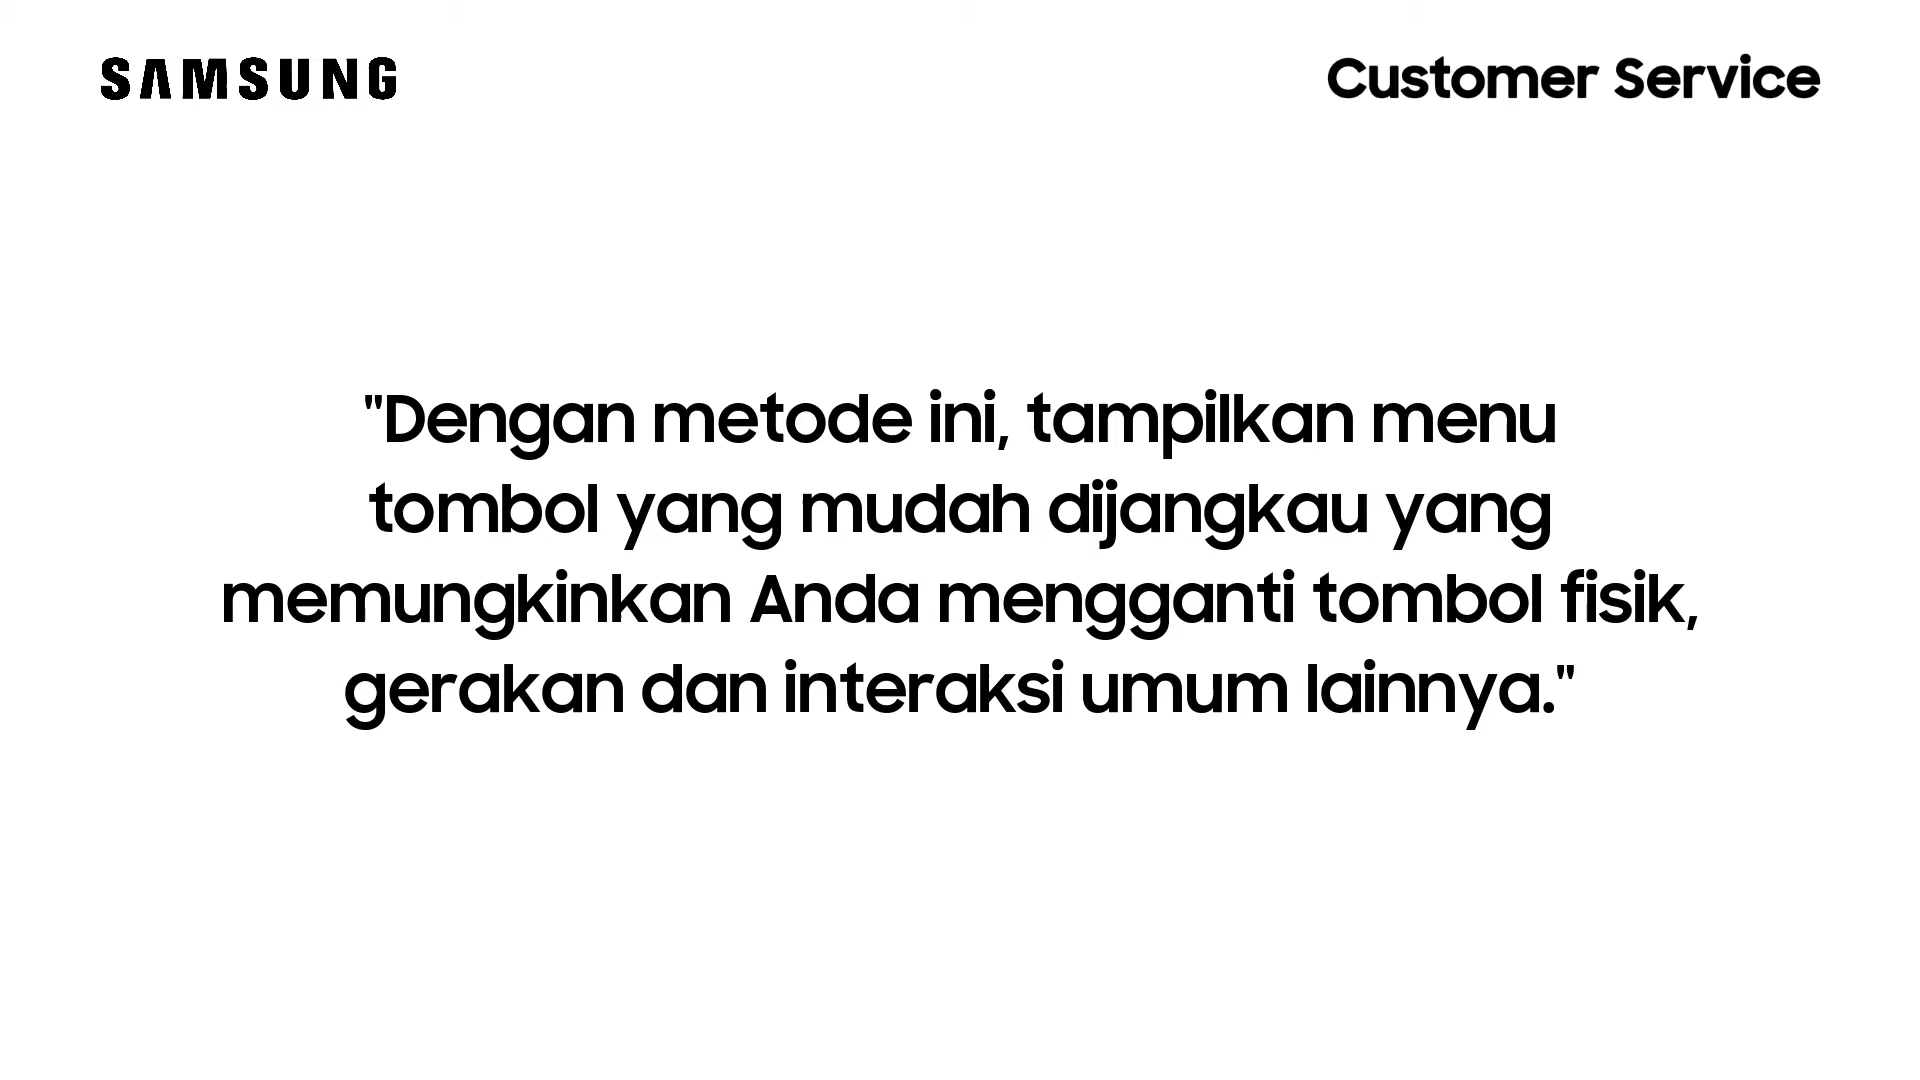 SAMSUNG
Customer Service
"Dengan metode ini, tampilkan menu
tombol yang mudah dijangkau yang
memungkinkan Anda mengganti tombol fisik,
gerakan dan interaksi umum lainnya."